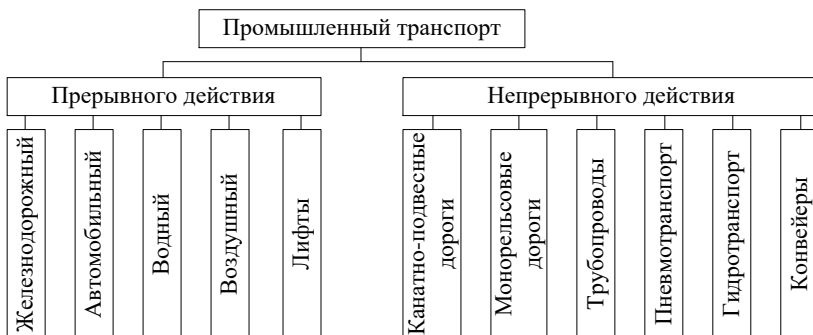 Промышленный транспорт
Прерывного действия
Непрерывного действия
Железнодорожный
Автомобильный
Водный
Воздушный
Лифты
Канатно-подвесные
дороги
Монорельсовые
дороги
Трубопроводы
Пневмотранспорт
Гидротранспорт
Конвейеры